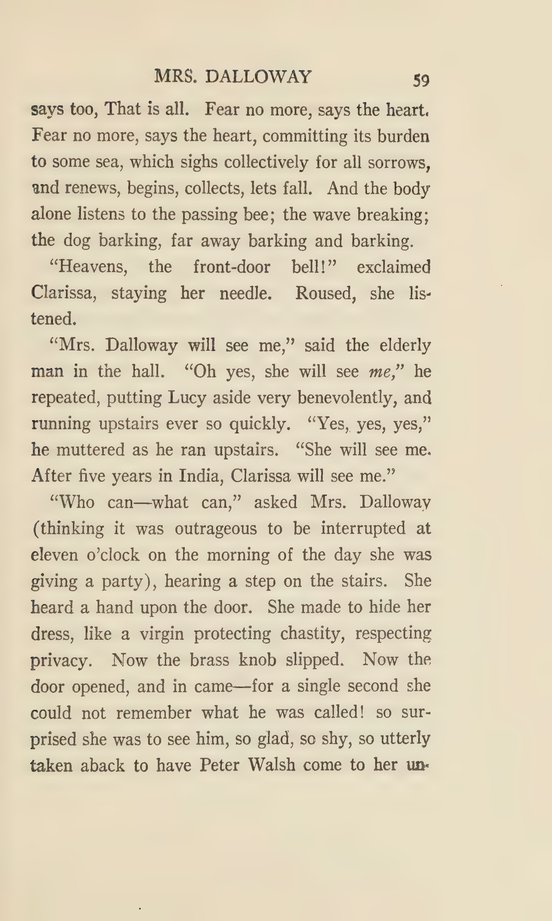 MRS. DALLOWAY 59
says too, That is all. Fear no more, says the heart.
Fear no more, says the heart, committing its burden
to some sea, which sighs collectively for all sorrows,
and renews, begins, collects, lets fall. And the body
alone listens to the passing bee; the wave breaking;
the dog barking, far away barking and barking.
“Heavens, the front-door bell!” exclaimed
Clarissa, staying her needle. Roused, she lis-
tened.
“Mrs. Dalloway will see me,” said the elderly
man in the hall. “Oh yes, she will see me,” he
repeated, putting Lucy aside very benevolently, and
running upstairs ever so quickly. “Yes, yes, yes,”
he muttered as he ran upstairs. “She will see me.
After five years in India, Clarissa will see me.”
“Who can—what can,” asked Mrs. Dalloway
(thinking it was outrageous to be interrupted at
eleven o’clock on the morning of the day she was
giving a party), hearing a step on the stairs. She
heard a hand upon the door. She made to hide her
dress, like a virgin protecting chastity, respecting
privacy. Now the brass knob slipped. Now the
door opened, and in came—for a single second she
could not remember what he was called! so sur-
prised she was to see him, so glad, so shy, so utterly
taken aback to have Peter Walsh come to her un-